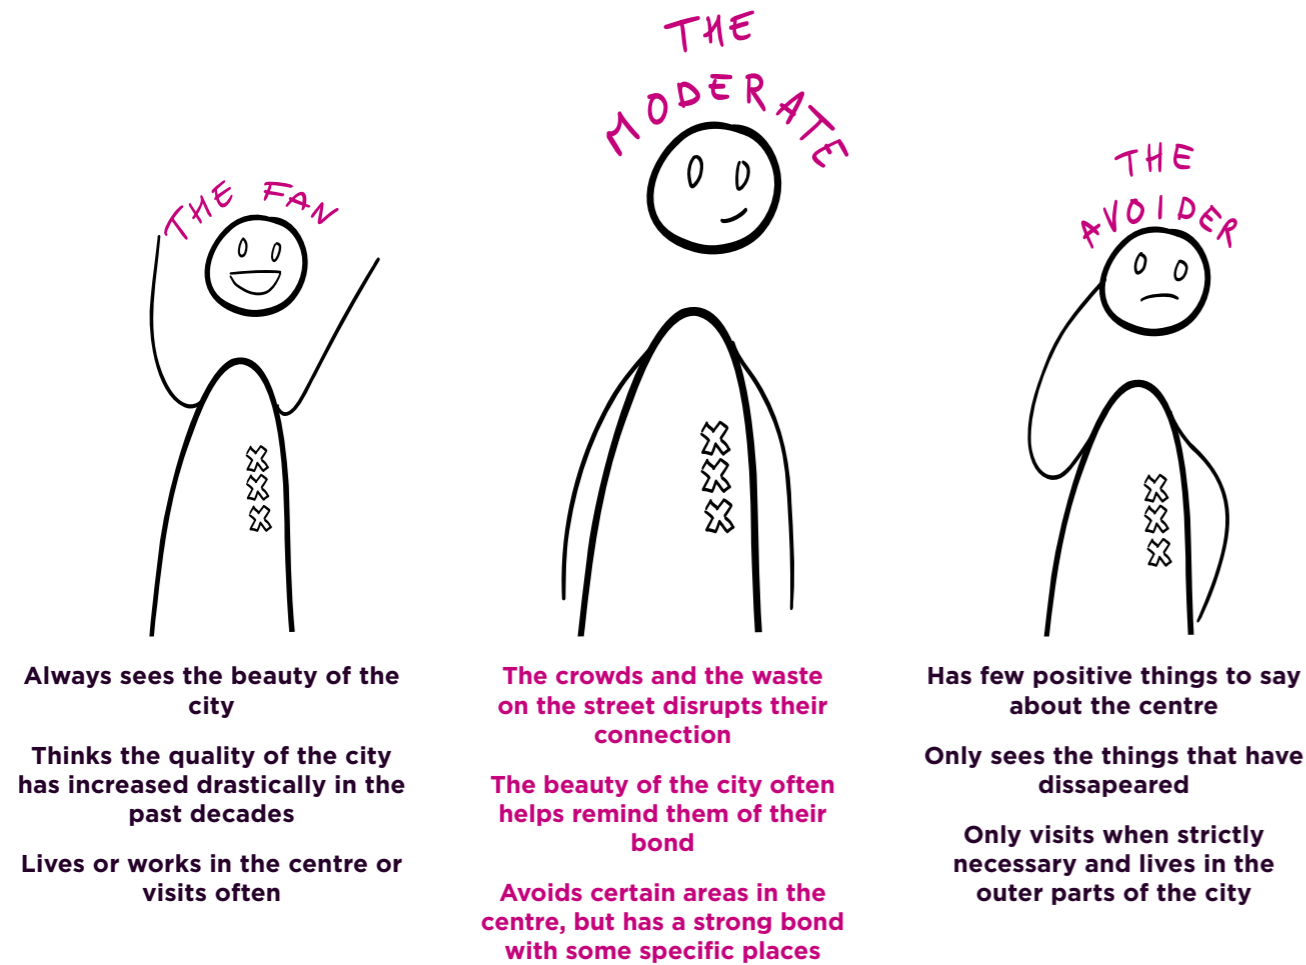 THE FAN
Always sees the beauty of the
city
Thinks the quality of the city
has increased drastically in the
past decades
Lives or works in the centre or
visits often
THE
MODERATE
The crowds and the waste
on the street disrupts their
connection
The beauty of the city often
helps remind them of their
bond
Avoids certain areas in the
centre, but has a strong bond
with some specific places
THE
AVOIDER
Has few positive things to say
about the centre
Only sees the things that have
dissapeared
Only visits when strictly
necessary and lives in the
outer parts of the city